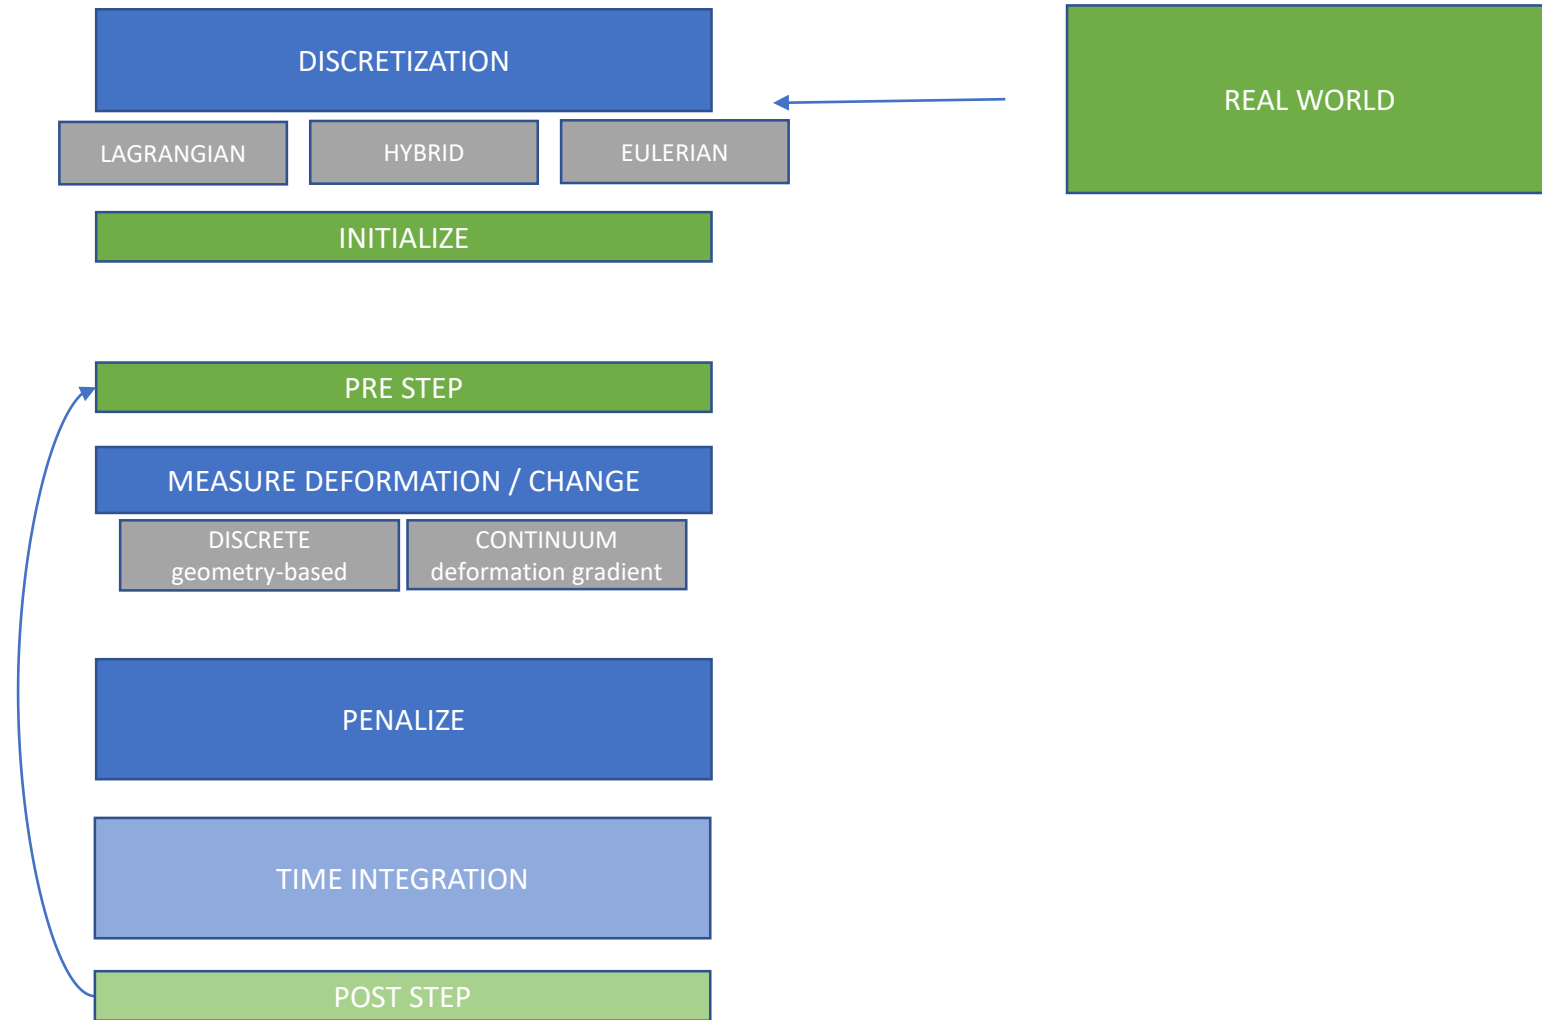 DISCRETIZATION
REAL WORLD
LAGRANGIAN
HYBRID
EULERIAN
INITIALIZE
PRE STEP
MEASURE DEFORMATION / CHANGE
DISCRETE
geometry-based
CONTINUUM
deformation gradient
PENALIZE
TIME INTEGRATION
POST STEP